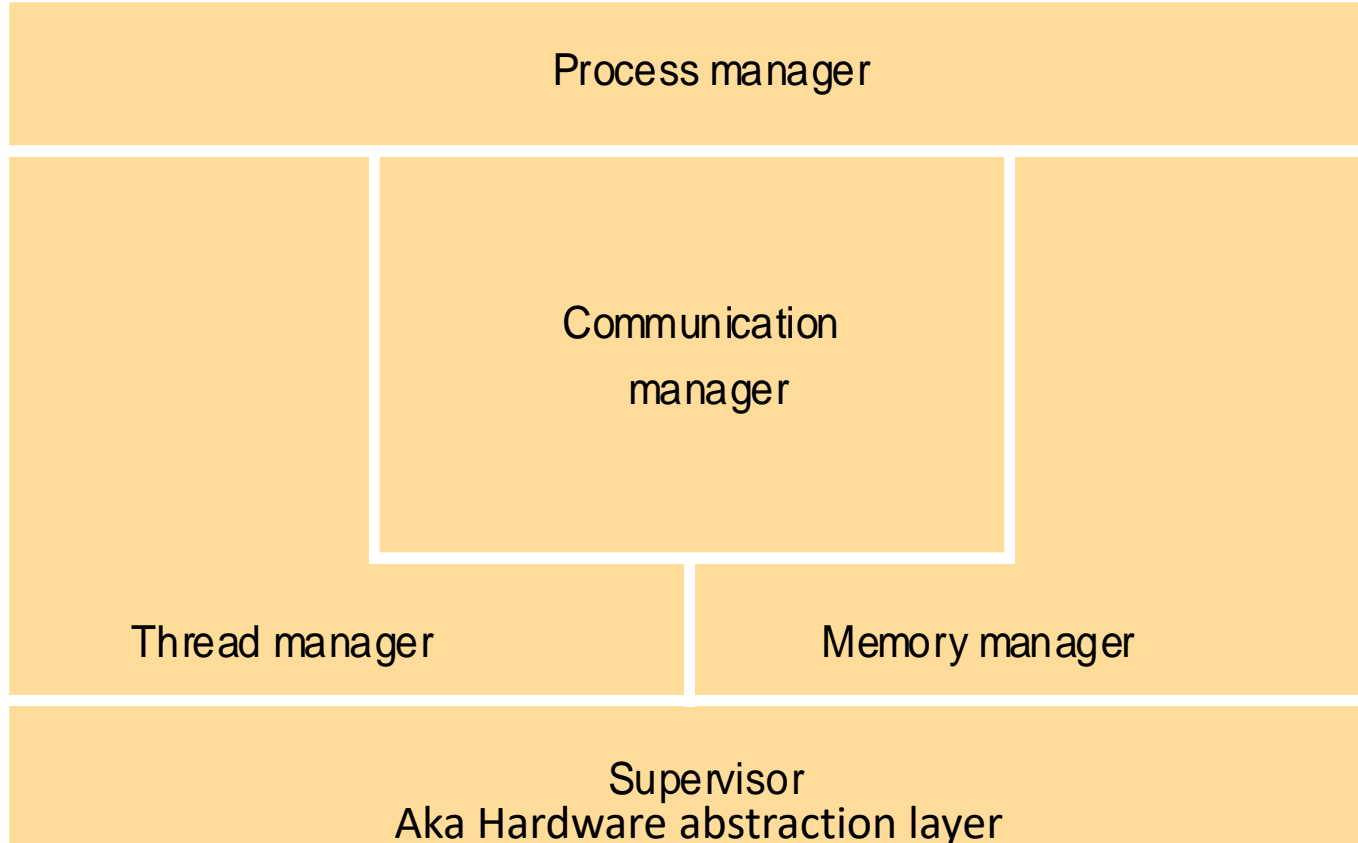 Process manager
Communication
manager
Thread manager
Memory manager
Supervisor
Aka Hardware abstraction layer